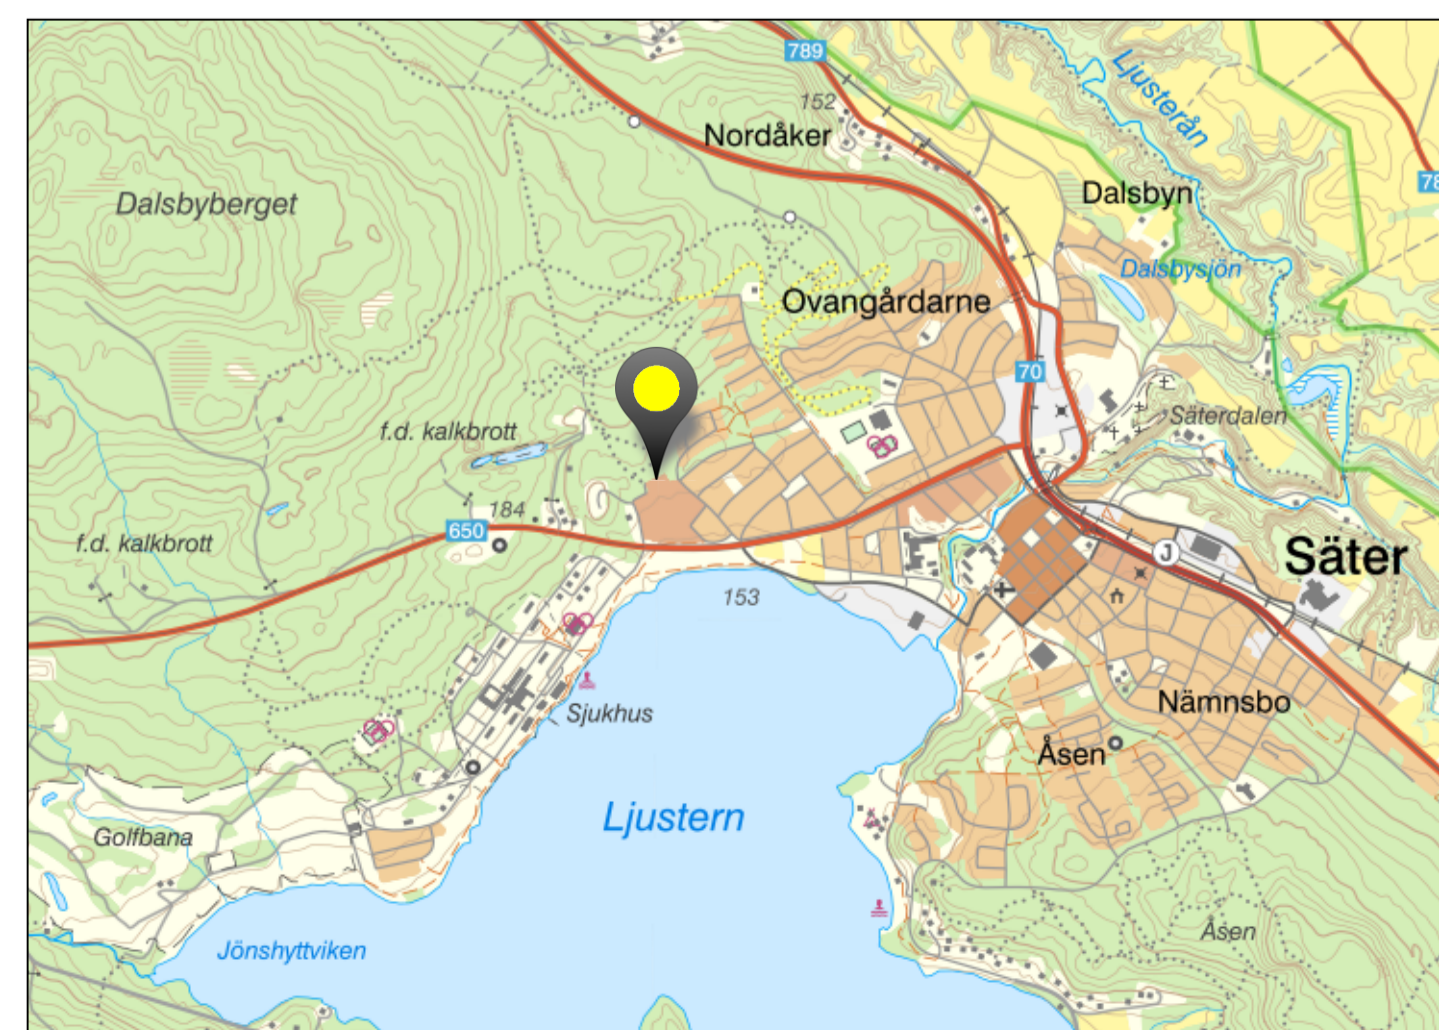 789
Ljusterån
152
Nordåker
78
Dalsbyn
Dalsbyberget
Dalsbysjön
Ovangårdarne
70
Säterdalen
f.d. kalkbrott
184
650
f.d. kalkbrott
J
Säter
153
Sjukhus
Nämnsbo
Åsen
Ljustern
Golfbana
Åsen
Jönshyttviken